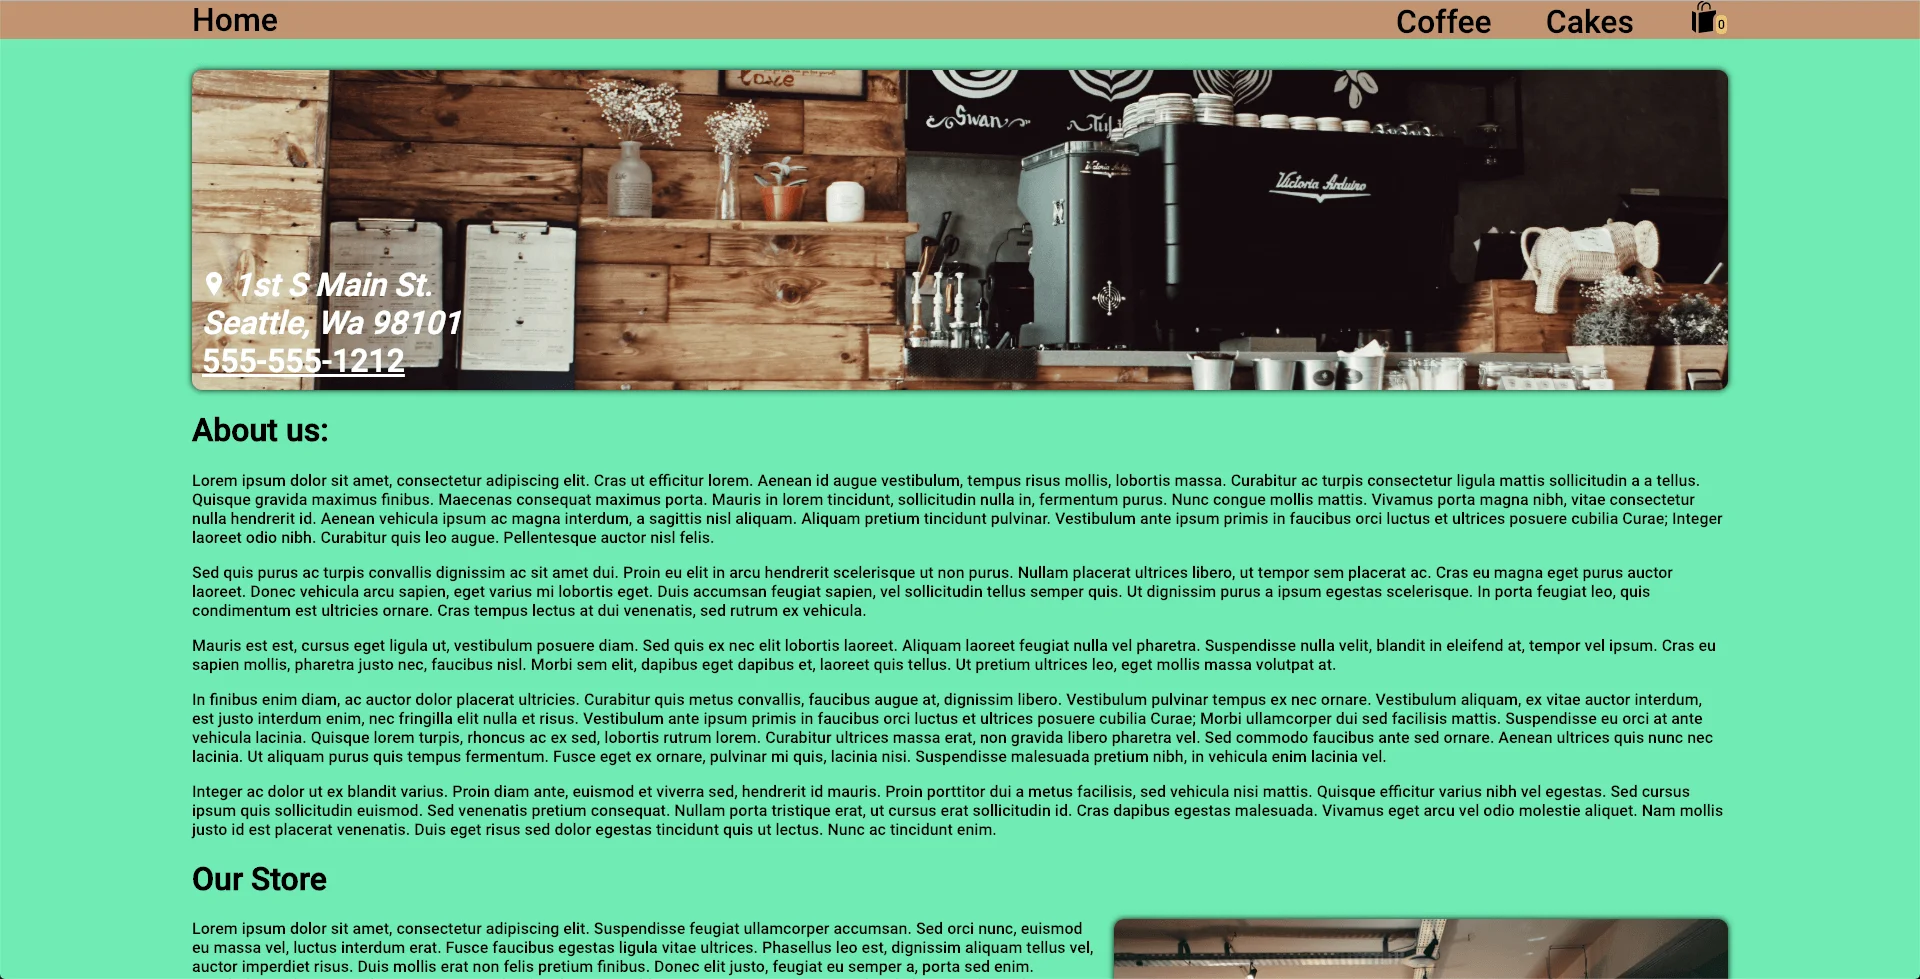 Home
Coffee
Cakes
0
love
Swan
Victoria Arduino
Victoria Arduino
1st S Main St.
Seattle, Wa 98101
555-555-1212
About us:
Lorem ipsum dolor sit amet, consectetur adipiscing elit. Cras ut efficitur lorem. Aenean id augue vestibulum, tempus risus mollis, lobortis massa. Curabitur ac turpis consectetur ligula mattis sollicitudin a a tellus.
Quisque gravida maximus finibus. Maecenas consequat maximus porta. Mauris in lorem tincidunt, sollicitudin nulla in, fermentum purus. Nunc congue mollis mattis. Vivamus porta magna nibh, vitae consectetur
nulla hendrerit id. Aenean vehicula ipsum ac magna interdum, a sagittis nisl aliquam. Aliquam pretium tincidunt pulvinar. Vestibulum ante ipsum primis in faucibus orci luctus et ultrices posuere cubilia Curae; Integer
laoreet odio nibh. Curabitur quis leo augue. Pellentesque auctor nisl felis.
Sed quis purus ac turpis convallis dignissim ac sit amet dui. Proin eu elit in arcu hendrerit scelerisque ut non purus. Nullam placerat ultrices libero, ut tempor sem placerat ac. Cras eu magna eget purus auctor
laoreet. Donec vehicula arcu sapien, eget varius mi lobortis eget. Duis accumsan feugiat sapien, vel sollicitudin tellus semper quis. Ut dignissim purus a ipsum egestas scelerisque. In porta feugiat leo, quis
condimentum est ultricies ornare. Cras tempus lectus at dui venenatis, sed rutrum ex vehicula.
Mauris est est, cursus eget ligula ut, vestibulum posuere diam. Sed quis ex nec elit lobortis laoreet. Aliquam laoreet feugiat nulla vel pharetra. Suspendisse nulla velit, blandit in eleifend at, tempor vel ipsum. Cras eu
sapien mollis, pharetra justo nec, faucibus nisl. Morbi sem elit, dapibus eget dapibus et, laoreet quis tellus. Ut pretium ultrices leo, eget mollis massa volutpat at.
In finibus enim diam, ac auctor dolor placerat ultricies. Curabitur quis metus convallis, faucibus augue at, dignissim libero. Vestibulum pulvinar tempus ex nec ornare. Vestibulum aliquam, ex vitae auctor interdum,
est justo interdum enim, nec fringilla elit nulla et risus. Vestibulum ante ipsum primis in faucibus orci luctus et ultrices posuere cubilia Curae; Morbi ullamcorper dui sed facilisis mattis. Suspendisse eu orci at ante
vehicula lacinia. Quisque lorem turpis, rhoncus ac ex sed, lobortis rutrum lorem. Curabitur ultrices massa erat, non gravida libero pharetra vel. Sed commodo faucibus ante sed ornare. Aenean ultrices quis nunc nec
lacinia. Ut aliquam purus quis tempus fermentum. Fusce eget ex ornare, pulvinar mi quis, lacinia nisi. Suspendisse malesuada pretium nibh, in vehicula enim lacinia vel.
Integer ac dolor ut ex blandit varius. Proin diam ante, euismod et viverra sed, hendrerit id mauris. Proin porttitor dui a metus facilisis, sed vehicula nisi mattis. Quisque efficitur varius nibh vel egestas. Sed cursus
ipsum quis sollicitudin euismod. Sed venenatis pretium consequat. Nullam porta tristique erat, ut cursus erat sollicitudin id. Cras dapibus egestas malesuada. Vivamus eget arcu vel odio molestie aliquet. Nam mollis
justo id est placerat venenatis. Duis eget risus sed dolor egestas tincidunt quis ut lectus. Nunc ac tincidunt enim.
Our Store
Lorem ipsum dolor sit amet, consectetur adipiscing elit. Suspendisse feugiat ullamcorper accumsan. Sed orci nunc, euismod
eu massa vel, luctus interdum erat. Fusce faucibus egestas ligula vitae ultrices. Phasellus leo est, dignissim aliquam tellus vel,
auctor imperdiet risus. Duis mollis erat non felis pretium finibus. Donec elit justo, feugiat eu semper a, porta sed enim.